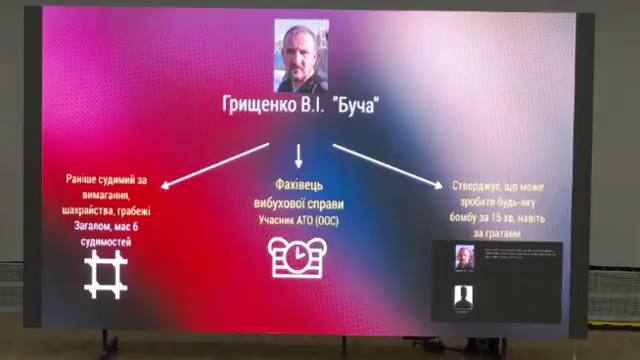 Грищенко В.І. "Буча"
Раніше судимий за
вимагання,
шахрайства, грабежі
Загалом, має 6
судимостей
Фахівець
вибухової справи
Учасник АТО (ООС)
Стверджує, що може
зробити будь-яку
бомбу за 15 хв, навіть
за гратами